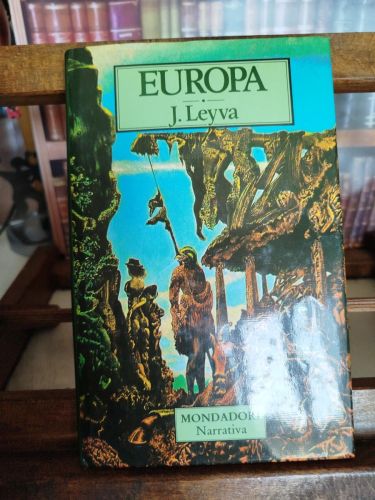 EUROPA
J. Leyva
MONDADORI
Narrativa